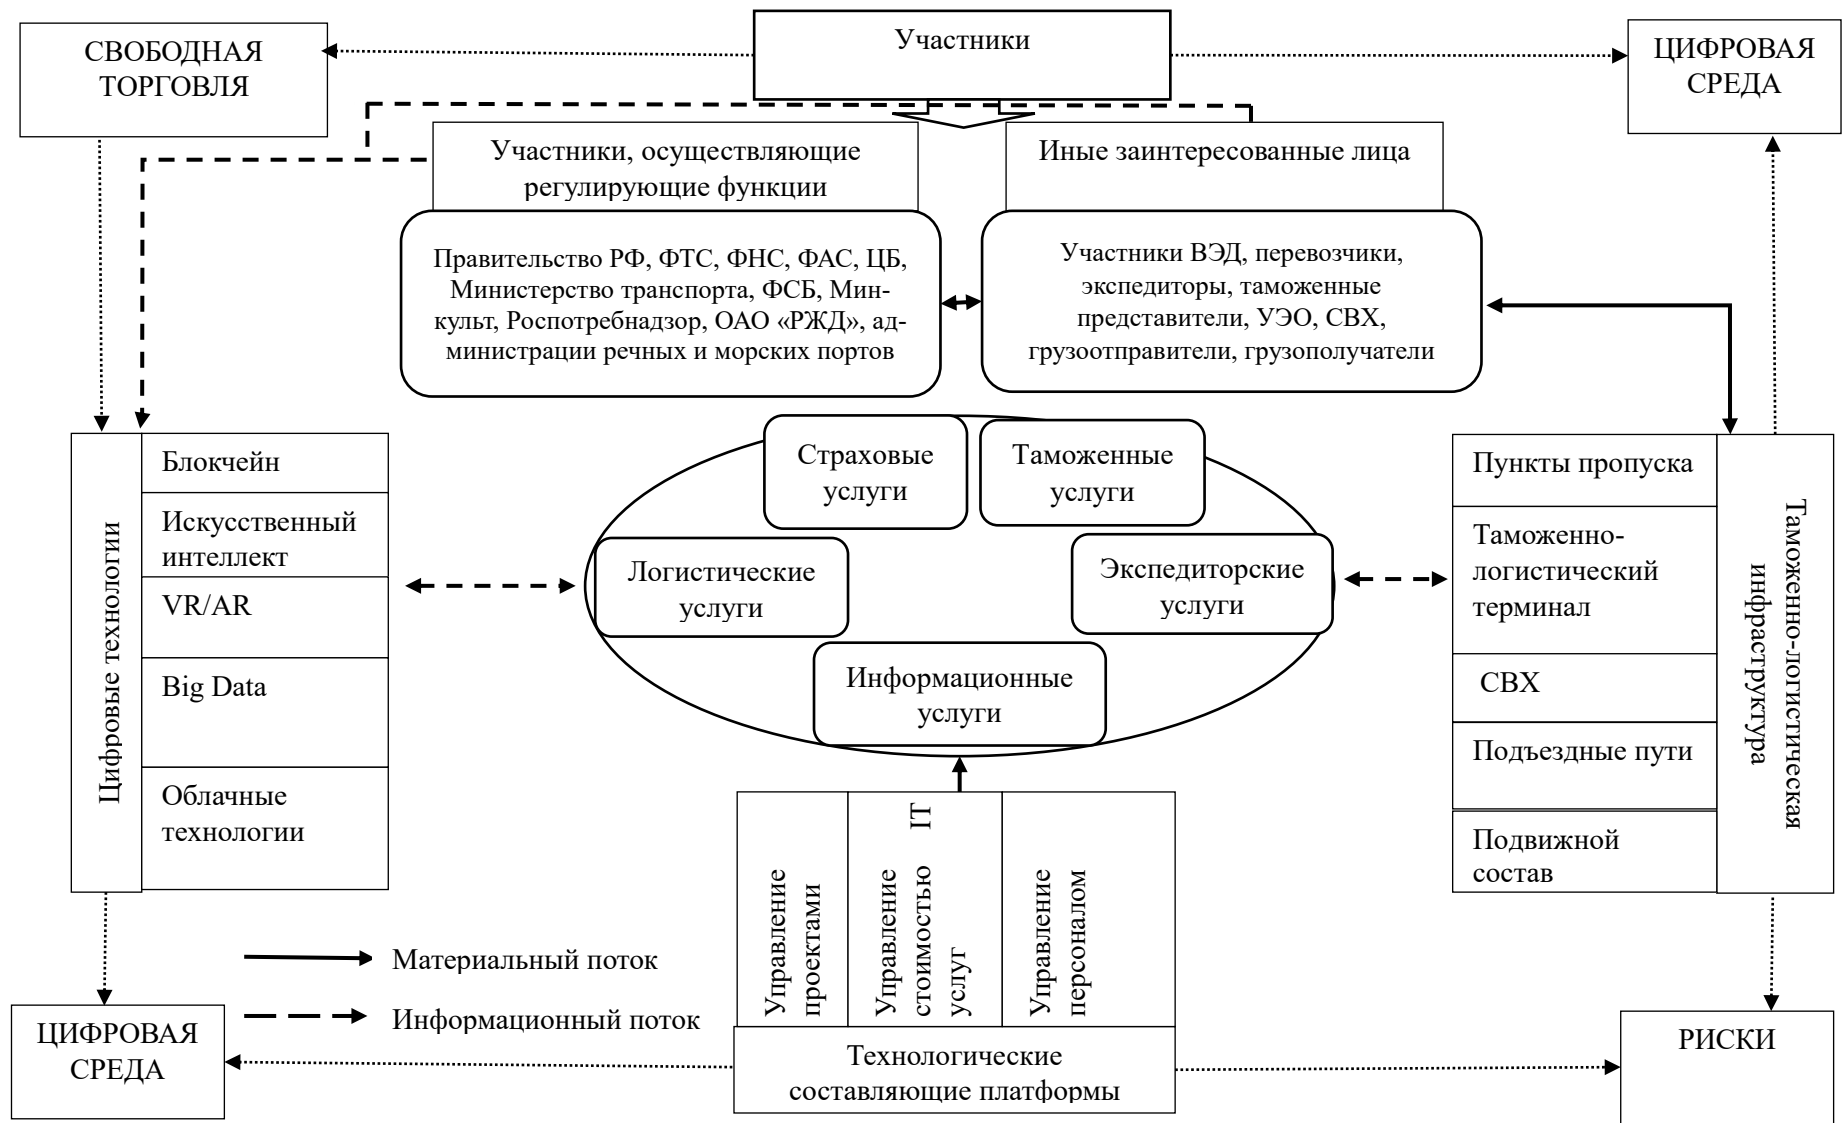 СВОБОДНАЯ
ТОРГОВЛЯ
Участники
ЦИФРОВАЯ
СРЕДА
Участники, осуществляющие
регулирующие функции
Иные заинтересованные лица
Правительство РФ, ФТС, ФНС, ФАС, ЦБ,
Министерство транспорта, ФСБ, Мин-
культ, Роспотребнадзор, ОАО «РЖД», ад-
министрации речных и морских портов
Участники ВЭД, перевозчики,
экспедиторы, таможенные
представители, УЭО, СВХ,
грузоотправители, грузополучатели
Цифровые технологии
Блокчейн
Искусственный
интеллект
VR/AR
Big Data
Облачные
технологии
Страховые
услуги
Таможенные
услуги
Логистические
услуги
Экспедиторские
услуги
Информационные
услуги
Пункты пропуска
Таможенно-
логистический
терминал
СВХ
Подъездные пути
Подвижной
состав
Таможенно-логистическая
инфраструктура
Управление
проектами
Управление IT
стоимостью
услуг
Управление
персоналом
Технологические
составляющие платформы
Материальный поток
Информационный поток
ЦИФРОВАЯ
СРЕДА
РИСКИ